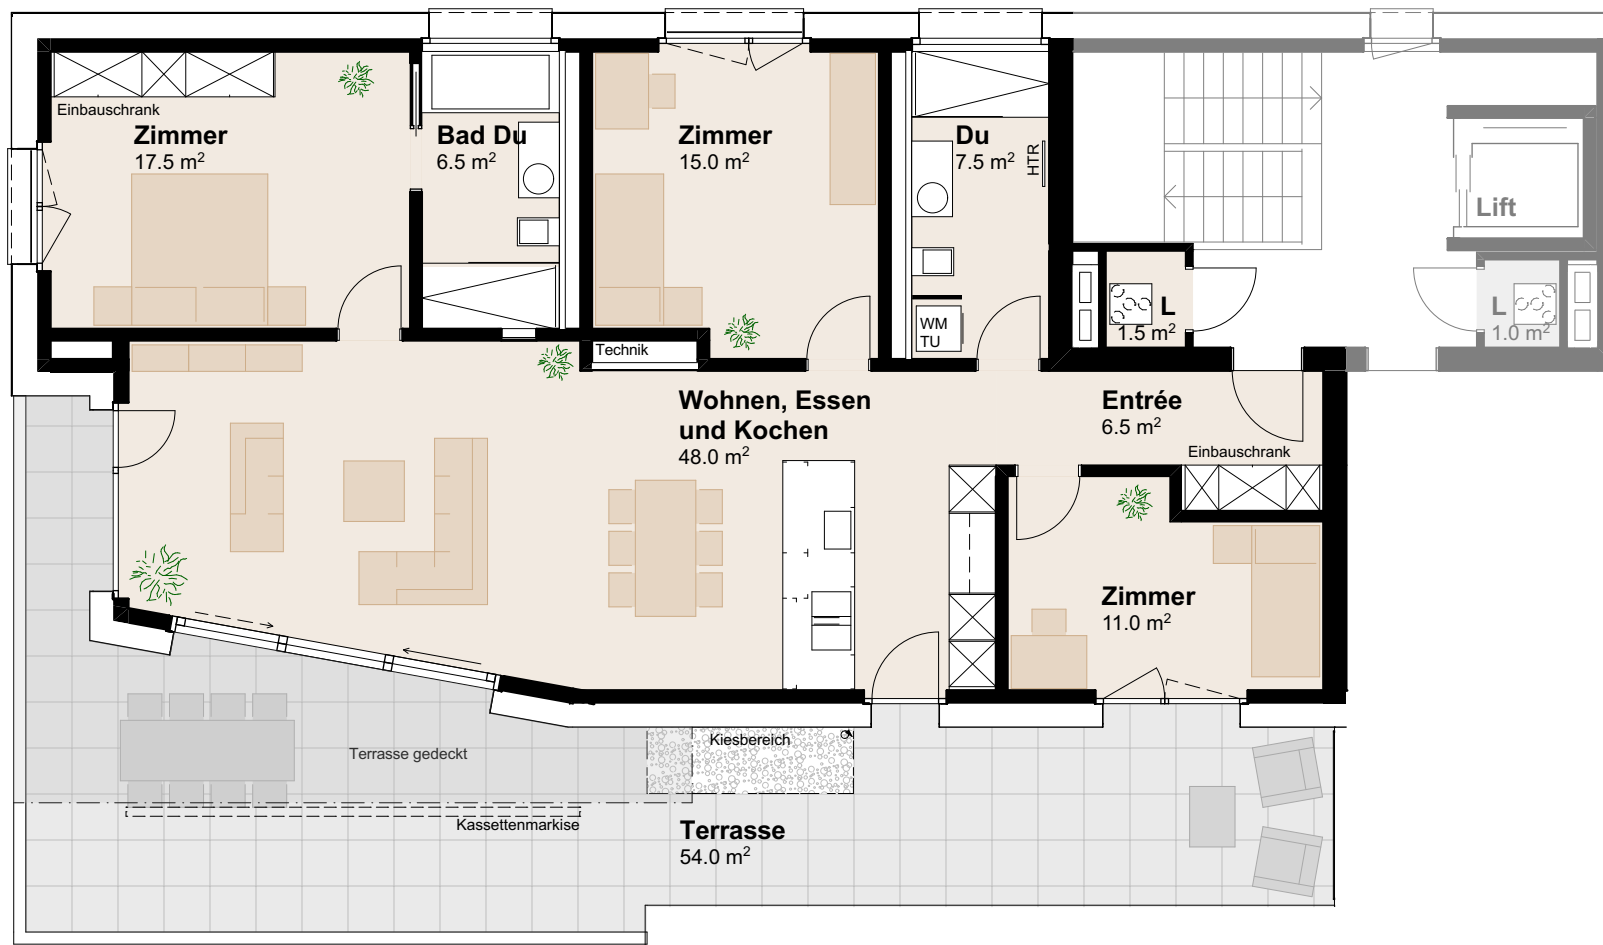 Einbauschrank
Zimmer
17.5 m²
Bad Du
6.5 m²
Zimmer
15.0 m²
Du
7.5 m²
HTR
Lift
WM
TU
L
1.5 m²
L
1.0 m²
Technik
Wohnen, Essen
und Kochen
48.0 m²
Entrée
6.5 m²
Einbauschrank
Zimmer
11.0 m²
Kiesbereich
Terrasse gedeckt
Kassettenmarkise
Terrasse
54.0 m²